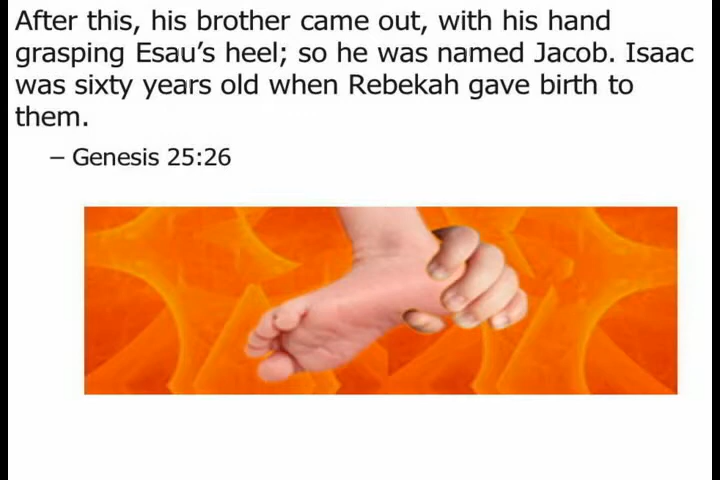 After this, his brother came out, with his hand
grasping Esau’s heel; so he was named Jacob. Isaac
was sixty years old when Rebekah gave birth to
them.
– Genesis 25:26